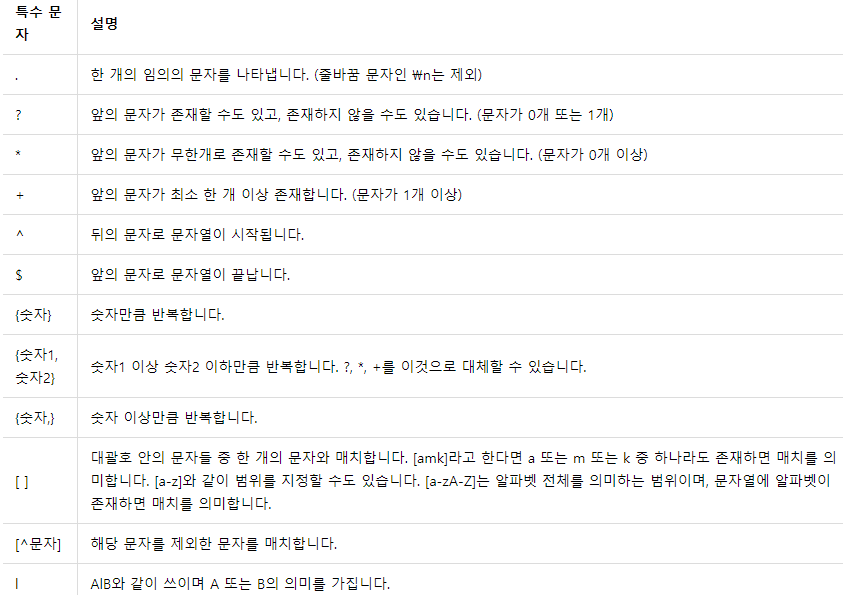 특수 문
자
설명
.
한 개의 임의의 문자를 나타냅니다. (줄바꿈 문자인 ₩n는 제외)
?
앞의 문자가 존재할 수도 있고, 존재하지 않을 수도 있습니다. (문자가 0개 또는 1개)
*
앞의 문자가 무한개로 존재할 수도 있고, 존재하지 않을 수도 있습니다. (문자가 0개 이상)
+
앞의 문자가 최소 한 개 이상 존재합니다. (문자가 1개 이상)
^
뒤의 문자로 문자열이 시작됩니다.
$
앞의 문자로 문자열이 끝납니다.
{숫자}
숫자만큼 반복합니다.
{숫자1,
숫자2}
숫자1 이상 숫자2 이하만큼 반복합니다. ?, *, +를 이것으로 대체할 수 있습니다.
{숫자,}
숫자 이상만큼 반복합니다.
[ ]
대괄호 안의 문자들 중 한 개의 문자와 매치합니다. [amk]라고 한다면 a 또는 m 또는 k 중 하나라도 존재하면 매치를 의
미합니다. [a-z]와 같이 범위를 지정할 수도 있습니다. [a-zA-Z]는 알파벳 전체를 의미하는 범위이며, 문자열에 알파벳이
존재하면 매치를 의미합니다.
[^문자]
해당 문자를 제외한 문자를 매치합니다.
l
AlB와 같이 쓰이며 A 또는 B의 의미를 가집니다.